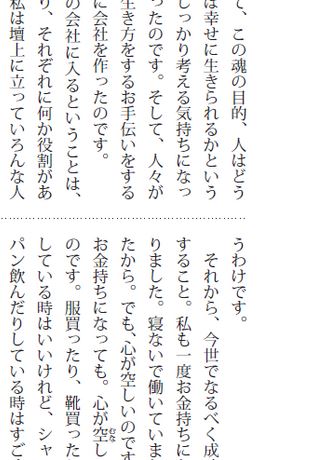 て、この魂の目的、人はどう
は幸せに生きられるかという
しっかり考える気持ちになっ
ったのです。そして、人々が
生き方をするお手伝いをする
に会社を作ったのです。
の会社に入るということは、
り、それぞれに何か役割があ
私は壇上に立っていろんな人
うわけです。
それから、今世でなるべく成
すること。私も一度お金持ちに
りました。寝ないで働いていま
たから。でも、心が空しいのです
お金持ちになっても。心が空し
のです。服買ったり、靴買った
している時はいいけれど、シャ
パン飲んだりしている時はすご